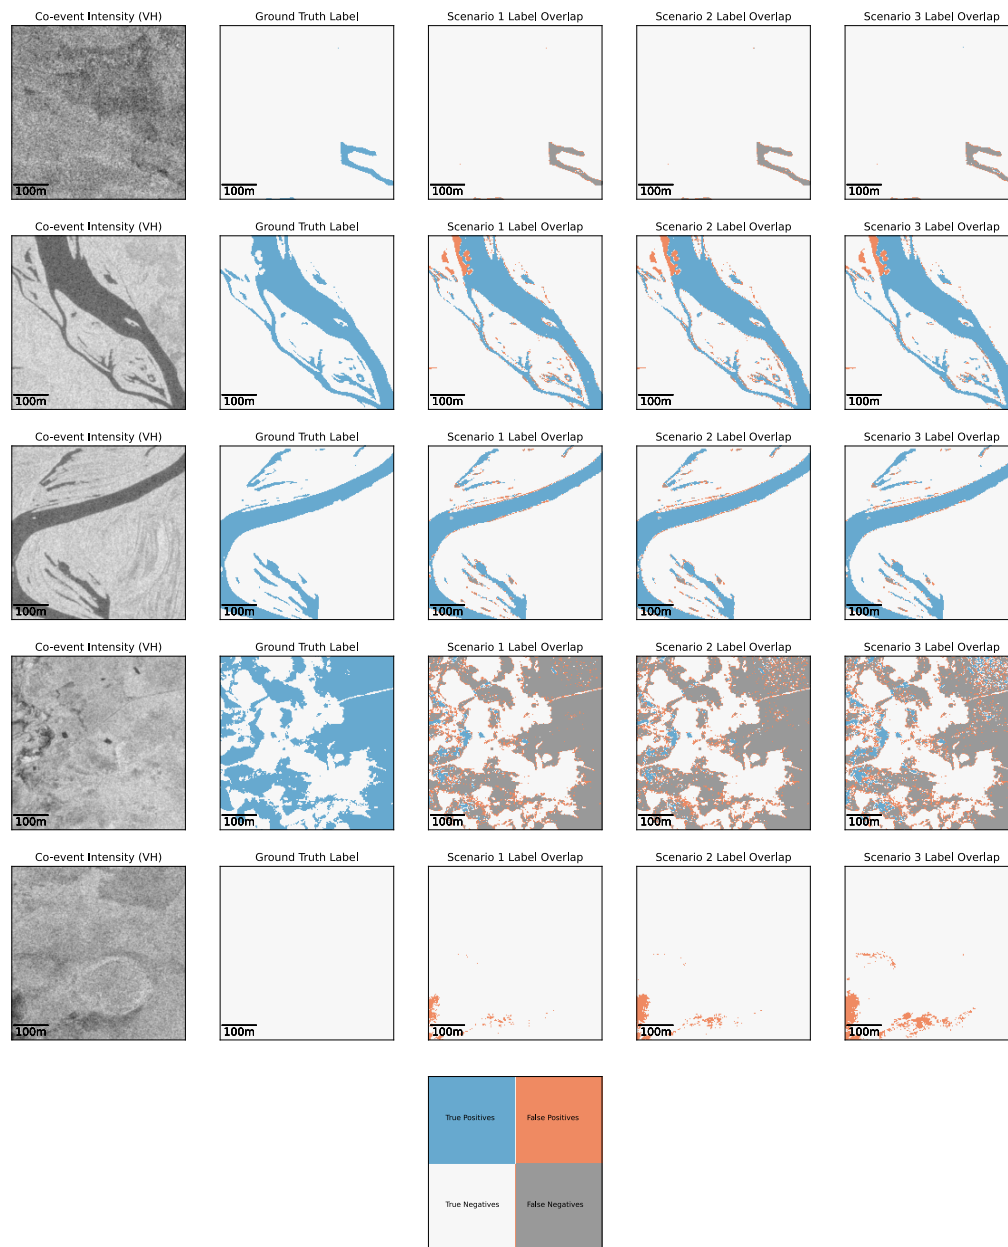 Co-event Intensity (VH) Ground Truth Label Scenario 1 Label Overlap Scenario 2 Label Overlap Scenario 3 Label Overlap
100m 100m 100m 100m 100m
Co-event Intensity (VH) Ground Truth Label Scenario 1 Label Overlap Scenario 2 Label Overlap Scenario 3 Label Overlap
100m 100m 100m 100m 100m
Co-event Intensity (VH) Ground Truth Label Scenario 1 Label Overlap Scenario 2 Label Overlap Scenario 3 Label Overlap
100m 100m 100m 100m 100m
Co-event Intensity (VH) Ground Truth Label Scenario 1 Label Overlap Scenario 2 Label Overlap Scenario 3 Label Overlap
100m 100m 100m 100m 100m
Co-event Intensity (VH) Ground Truth Label Scenario 1 Label Overlap Scenario 2 Label Overlap Scenario 3 Label Overlap
100m 100m 100m 100m 100m
True Positives False Positives
True Negatives False Negatives